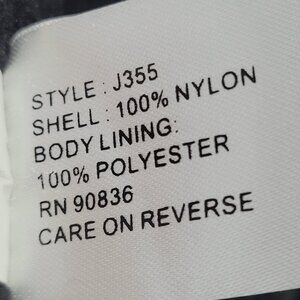 STYLE : J355
SHELL : 100% NYLON
BODY LINING:
100% POLYESTER
RN 90836
CARE ON REVERSE